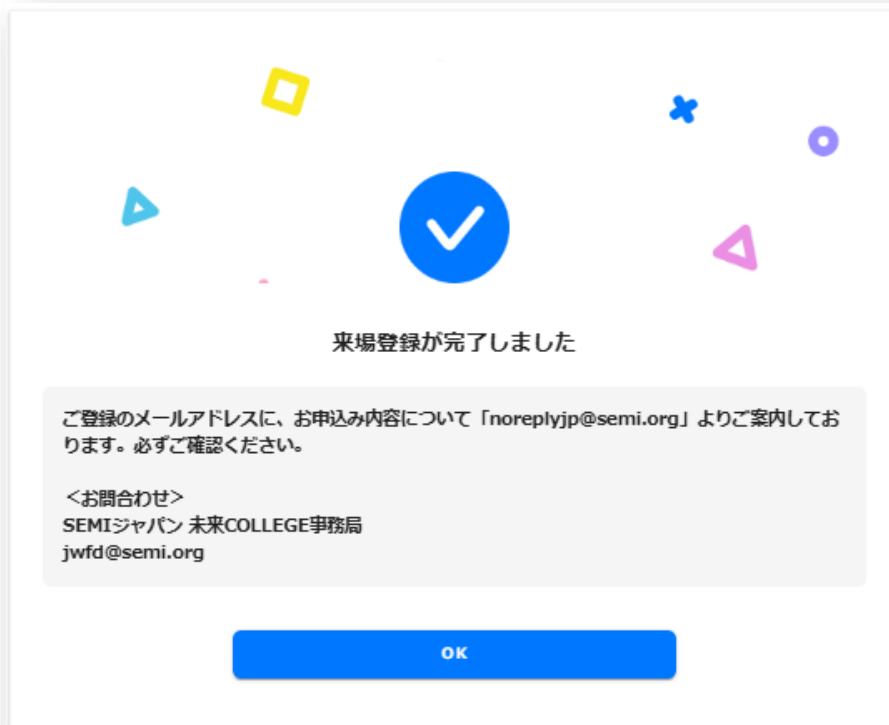 来場登録が完了しました
ご登録のメールアドレスに、お申込み内容について「noreplyjp@semi.org」よりご案内してお
ります。必ずご確認ください。
＜お問合わせ＞
SEMIジャパン 未来COLLEGE事務局
jwfd@semi.org
OK